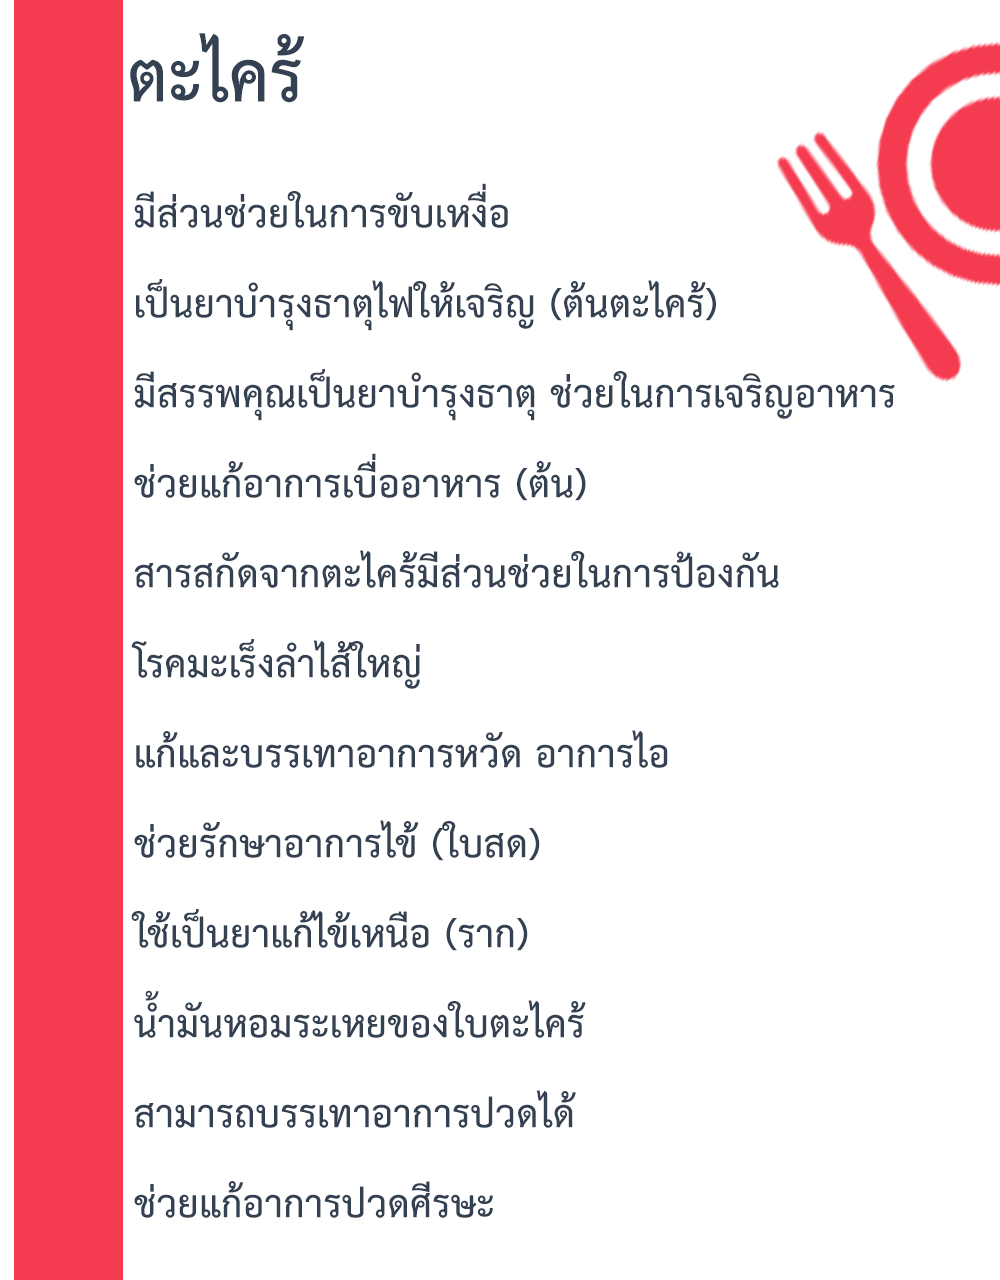 ตะไคร้
มีส่วนช่วยในการขับเหงื่อ
เป็นยาบำรุงธาตุไฟให้เจริญ (ต้นตะไคร้)
มีสรรพคุณเป็นยาบำรุงธาตุ ช่วยในการเจริญอาหาร
ช่วยแก้อาการเบื่ออาหาร (ต้น)
สารสกัดจากตะไคร้มีส่วนช่วยในการป้องกัน
โรคมะเร็งลำไส้ใหญ่
แก้และบรรเทาอาการหวัด อาการไอ
ช่วยรักษาอาการไข้ (ใบสด)
ใช้เป็นยาแก้ไข้เหนือ (ราก)
น้ำมันหอมระเหยของใบตะไคร้
สามารถบรรเทาอาการปวดได้
ช่วยแก้อาการปวดศีรษะ